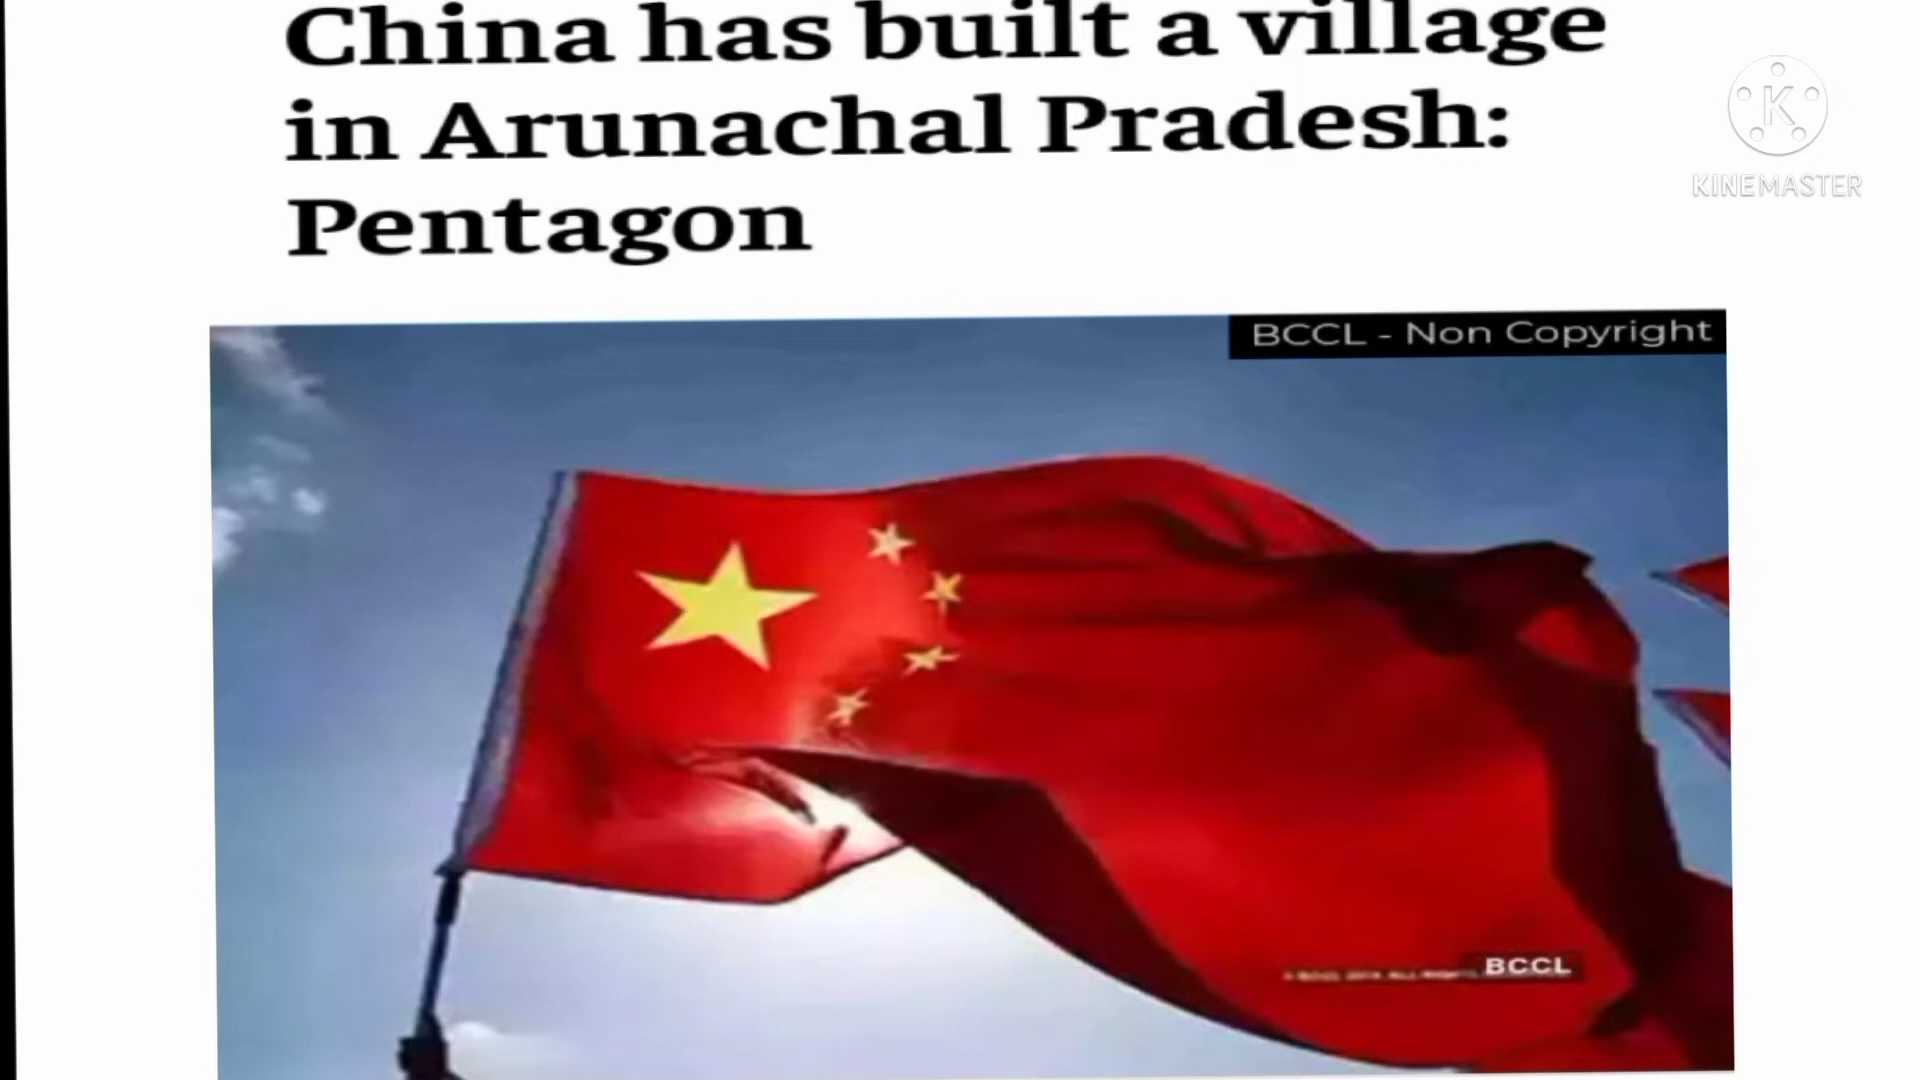 China has built a village
in Arunachal Pradesh:
Pentagon
KINEMASTER
BCCL - Non Copyright
BCCL